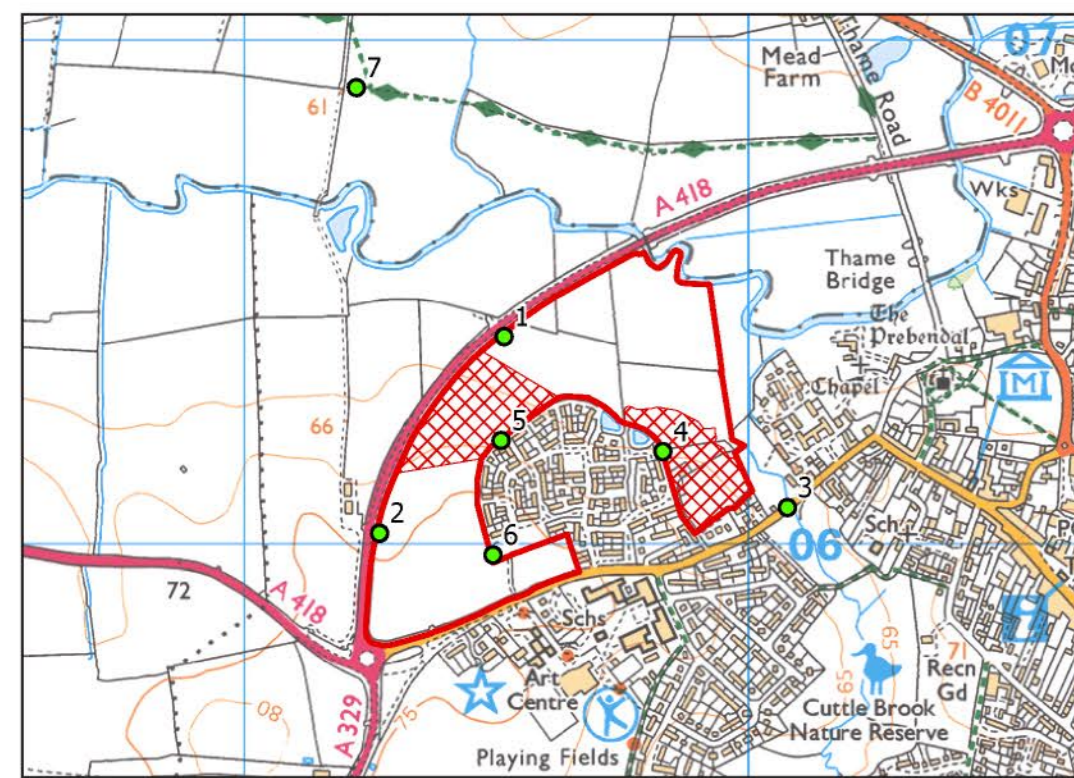 07
7
Mead
Farm
Thame Road
61
B 4011
A 418
Wks
Thame
Bridge
The
Prebendal
1
Chapel
M
66
5
4
2
3
Sch
06
6
72
A 418
Schs
65
71
Recn
Gd
Art
Centre
80
A 329
75
65
Cuttle Brook
Nature Reserve
Playing Fields